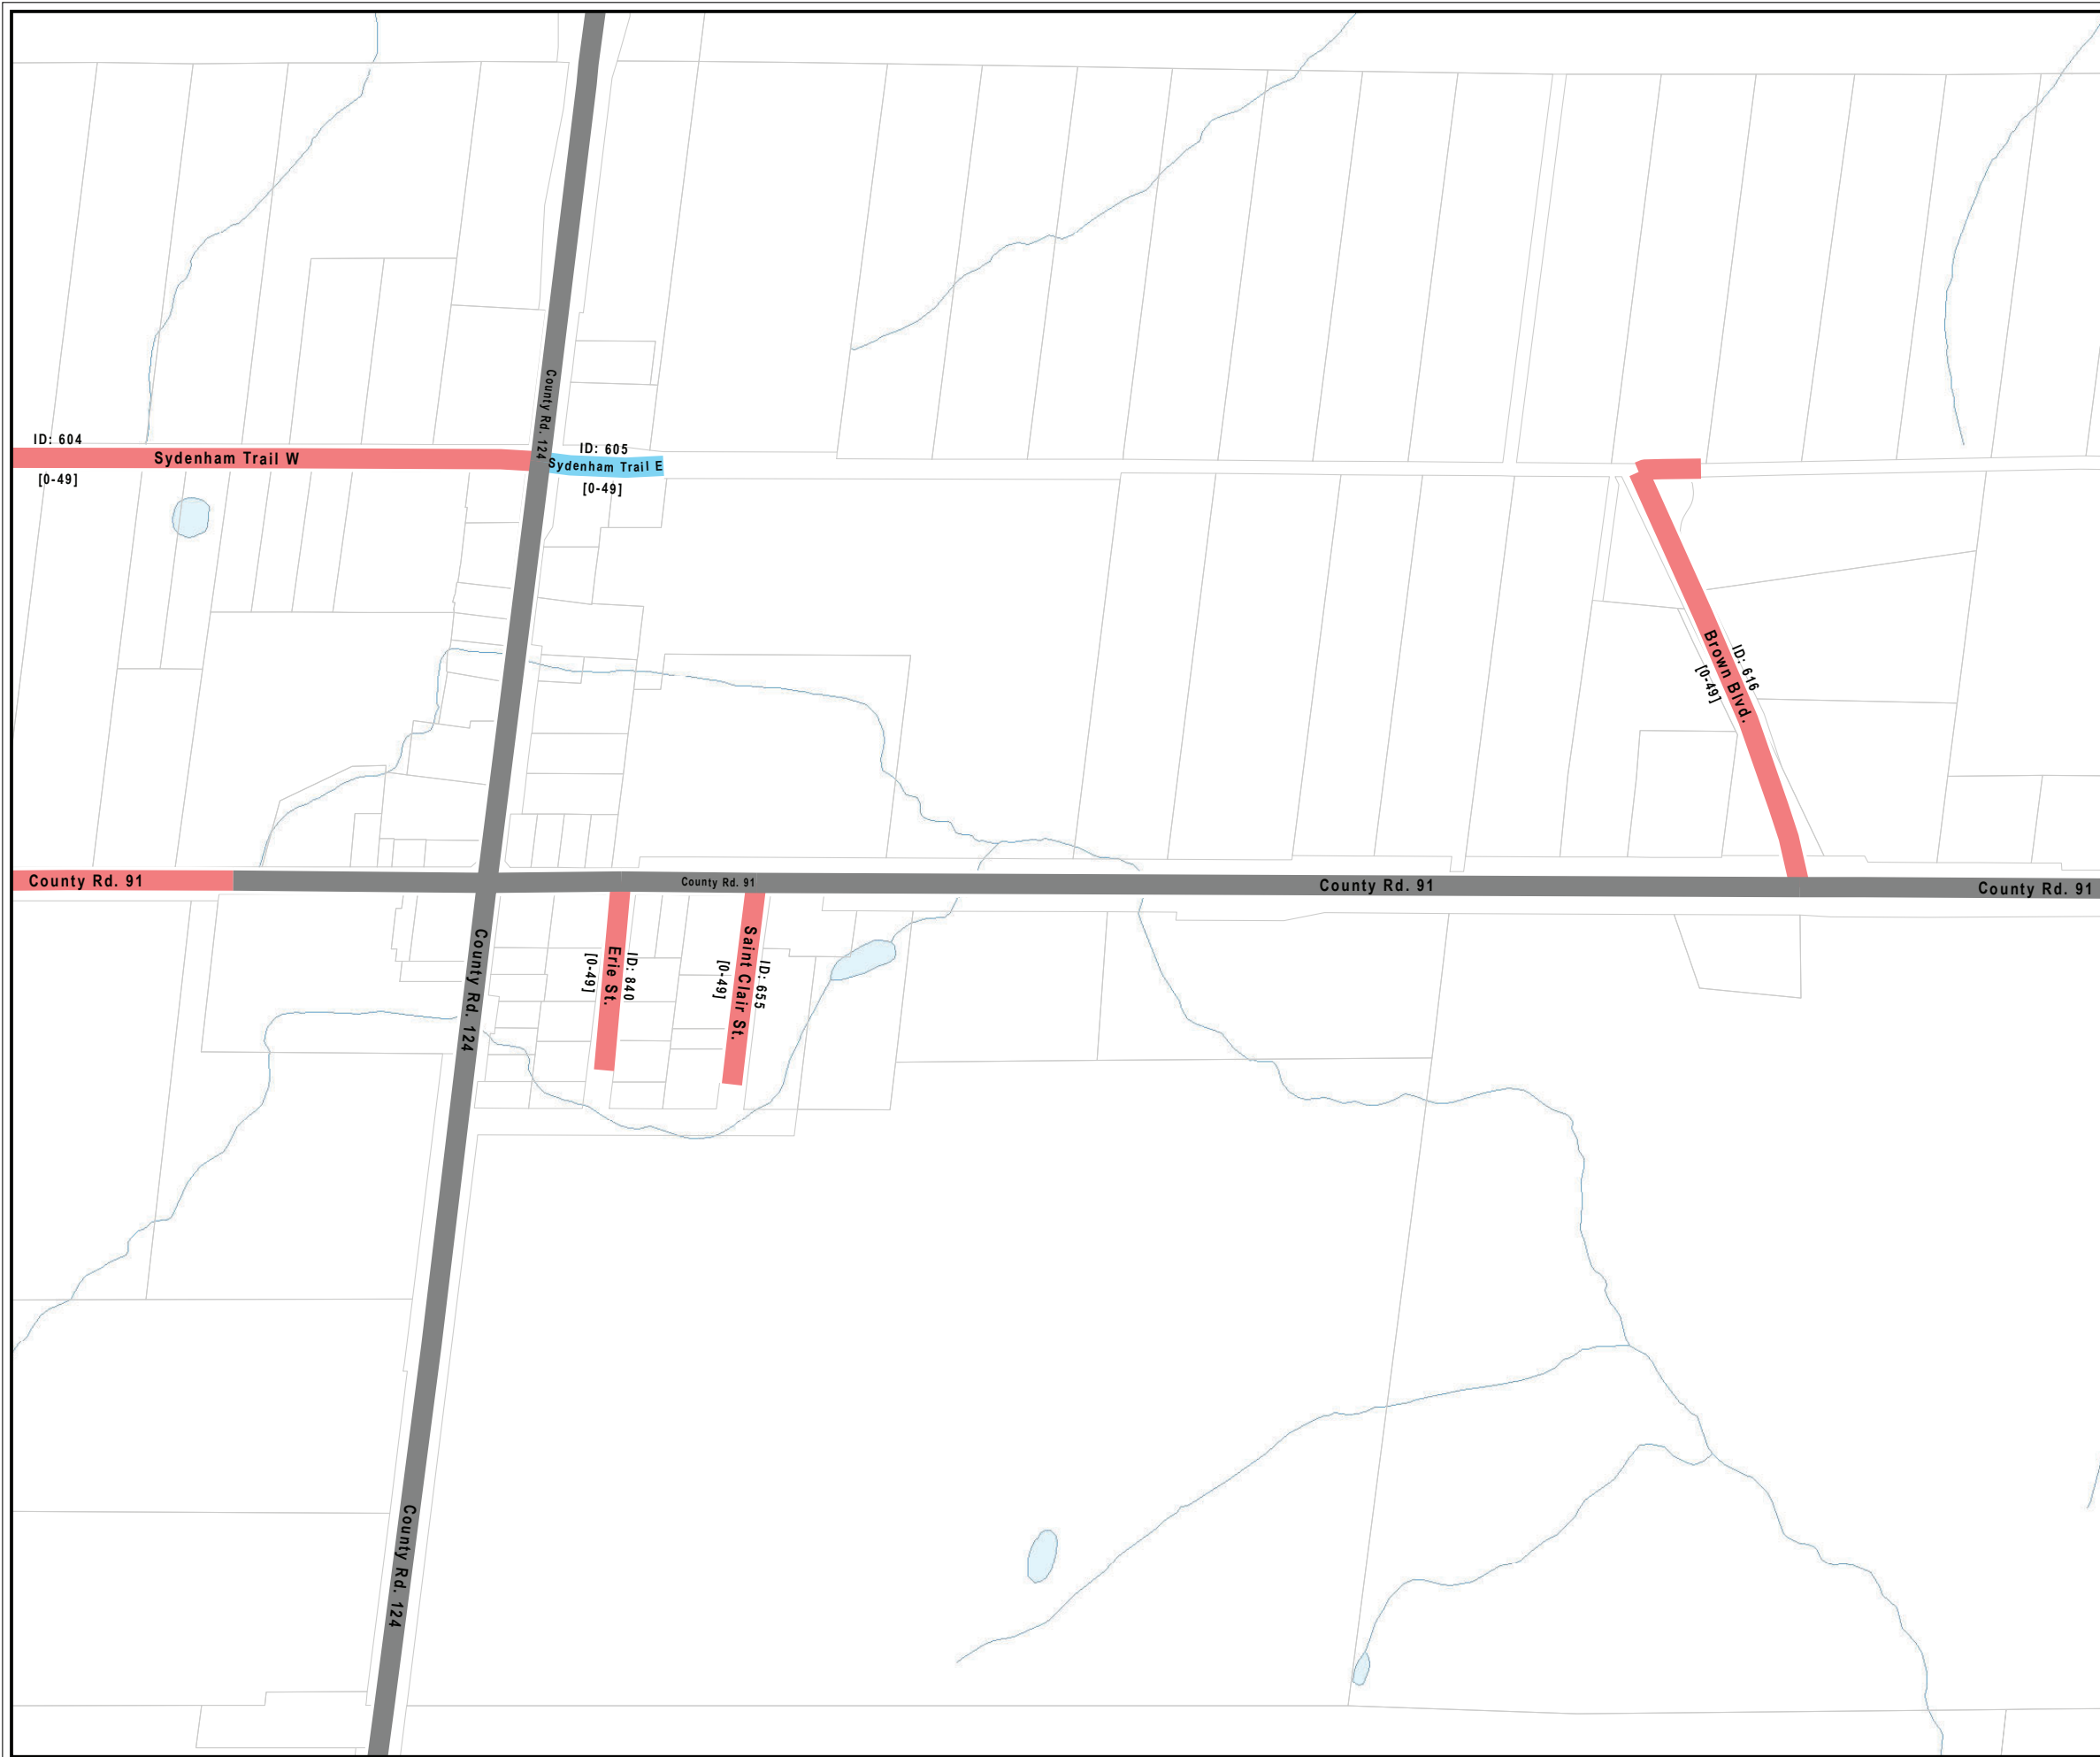 County Rd. 124
ID: 604
Sydenham Trail W
[0-49]
ID: 605
Sydenham Trail E
[0-49]
ID: 616
Brown Blvd.
[0-49]
County Rd. 91
County Rd. 91
County Rd. 91
County Rd. 91
County Rd. 124
ID: 840
Erie St.
[0-49]
ID: 655
Saint Clair St.
[0-49]
County Rd. 124